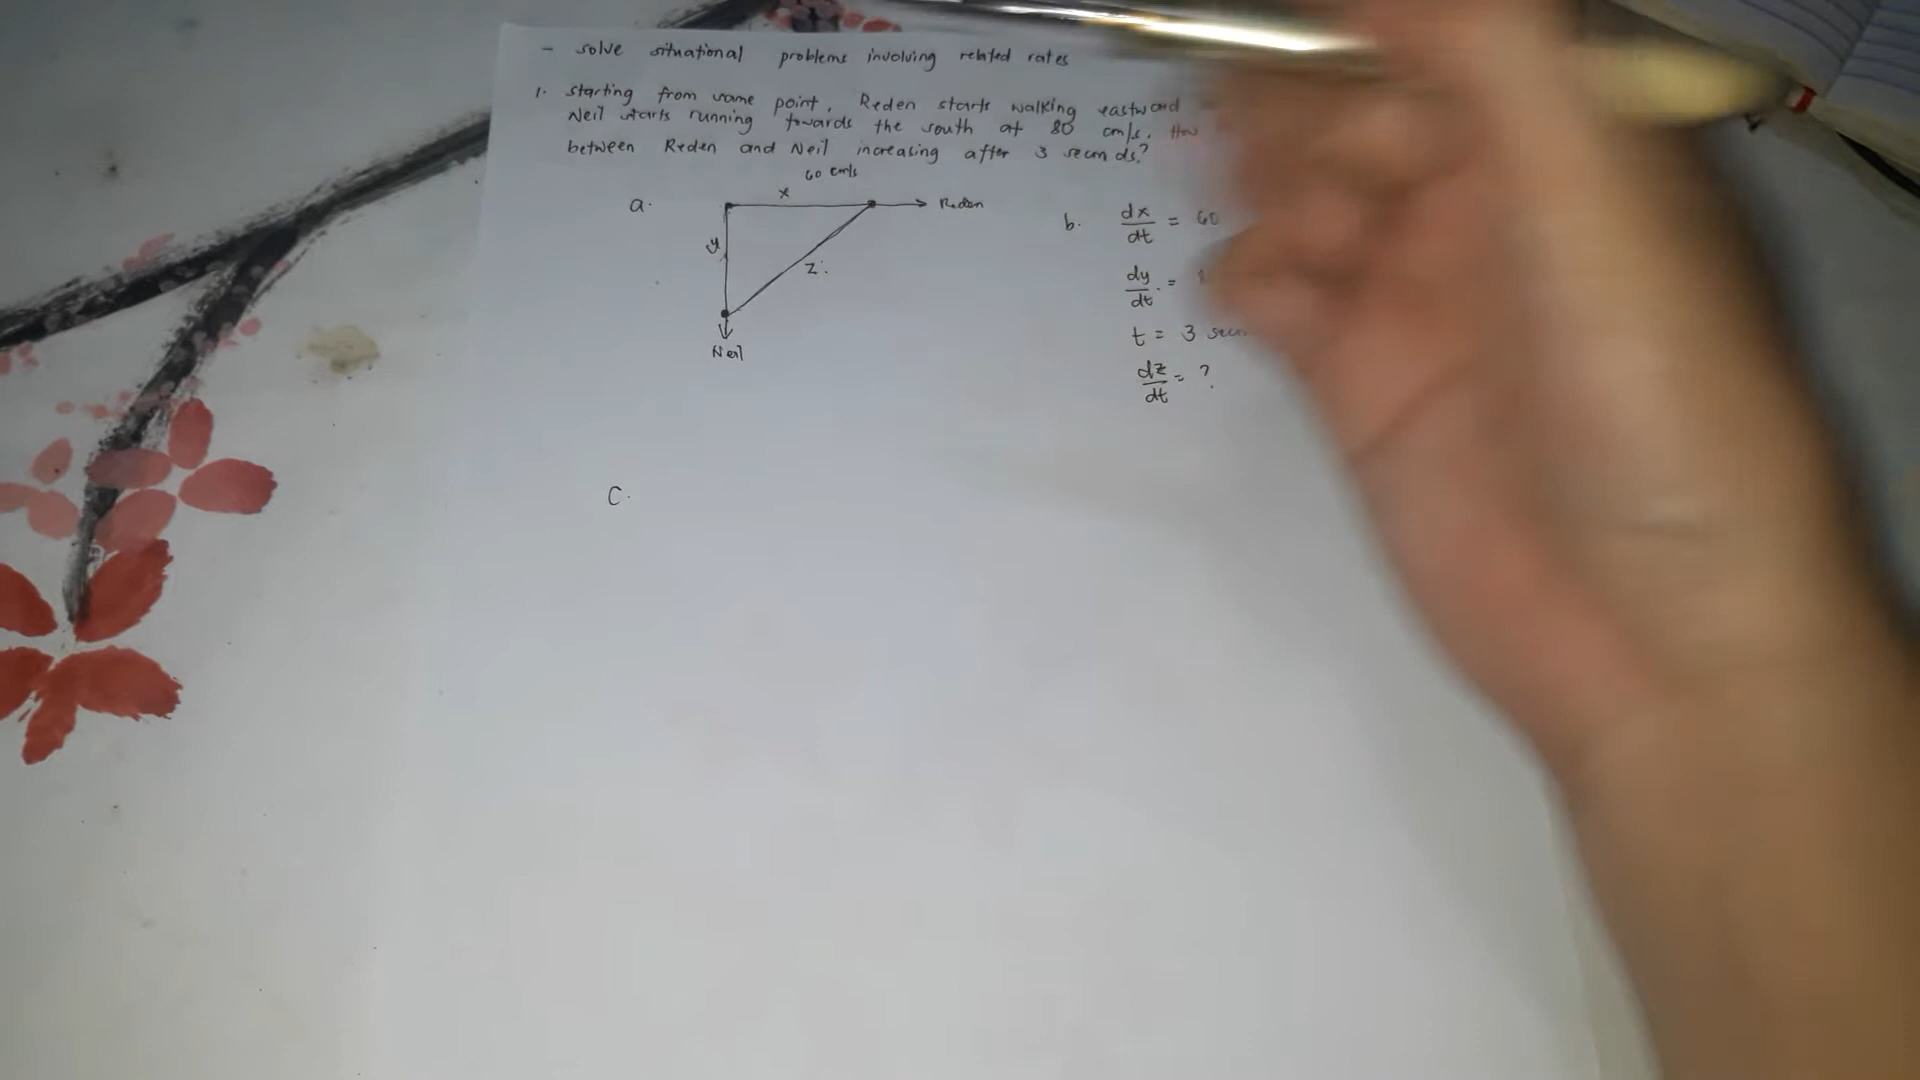 - solve situational problems involving related rates
1. starting from same point, Reden starts walking eastward
Neil starts running towards the south at 80 cm/s. How
between Reden and Neil increasing after 3 seconds?
60 cm/s
a.
x
Reden
y
z
Neil
b. dx/dt = 60
dy/dt =
t = 3
dz/dt = ?
C.